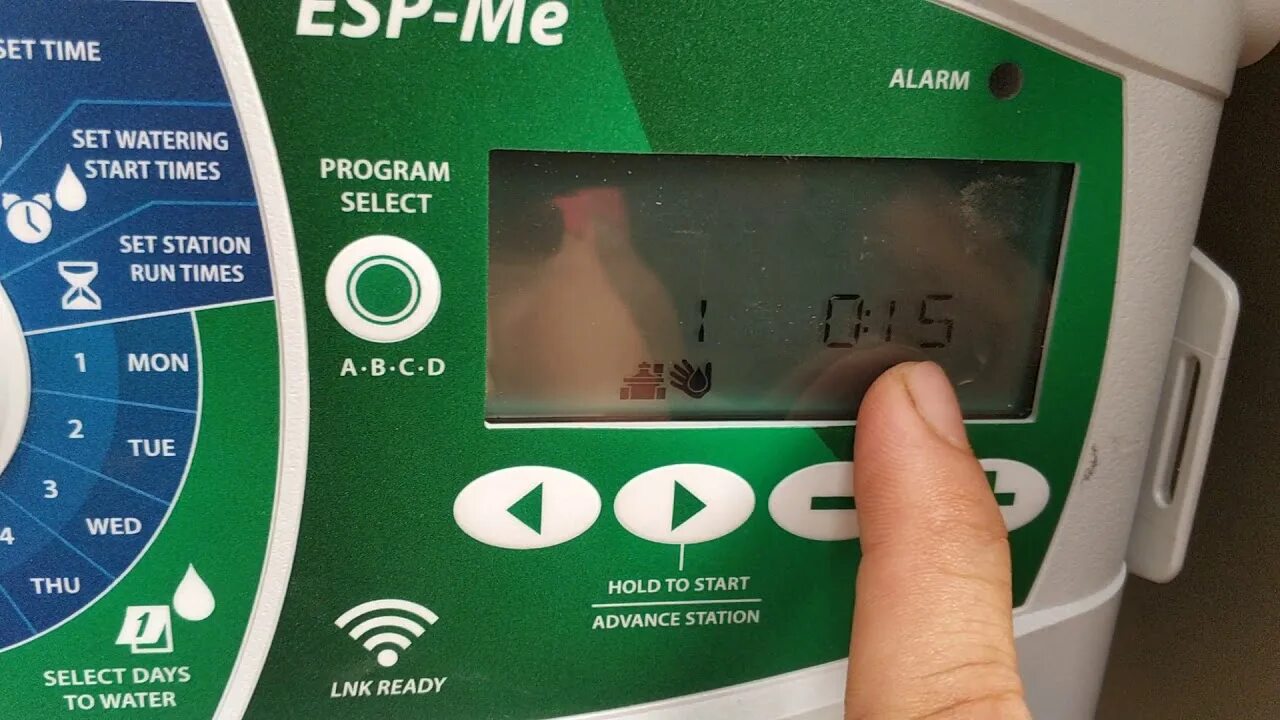 ESP-Me
SET TIME
ALARM
SET WATERING
START TIMES
PROGRAM
SELECT
SET STATION
RUN TIMES
1 0:15
A·B·C·D
1 MON
2 TUE
3 WED
4 THU
HOLD TO START
ADVANCE STATION
1
SELECT DAYS
TO WATER
LNK READY